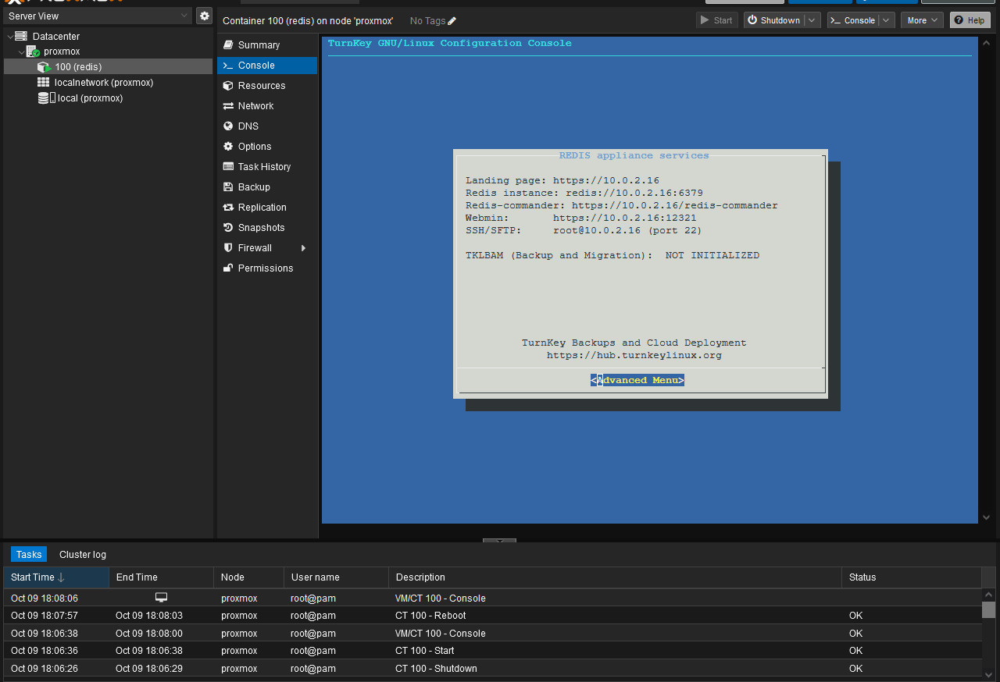 Server View
Container 100 (redis) on node 'proxmox'
No Tags
Start
Shutdown
Console
More
Help
Datacenter
proxmox
100 (redis)
localnetwork (proxmox)
local (proxmox)
Summary
Console
Resources
Network
DNS
Options
Task History
Backup
Replication
Snapshots
Firewall
Permissions
TurnKey GNU/Linux Configuration Console
REDIS appliance services
Landing page: https://10.0.2.16
Redis instance: redis://10.0.2.16:6379
Redis-commander: https://10.0.2.16/redis-commander
Webmin: https://10.0.2.16:12321
SSH/SFTP: root@10.0.2.16 (port 22)
TKLBAM (Backup and Migration): NOT INITIALIZED
TurnKey Backups and Cloud Deployment
https://hub.turnkeylinux.org
<Advanced Menu>
Tasks Cluster log
Start Time End Time Node User name Description Status
Oct 09 18:08:06 proxmox root@pam VM/CT 100 - Console
Oct 09 18:07:57 Oct 09 18:08:03 proxmox root@pam CT 100 - Reboot OK
Oct 09 18:06:38 Oct 09 18:08:00 proxmox root@pam VM/CT 100 - Console OK
Oct 09 18:06:36 Oct 09 18:06:38 proxmox root@pam CT 100 - Start OK
Oct 09 18:06:26 Oct 09 18:06:29 proxmox root@pam CT 100 - Shutdown OK